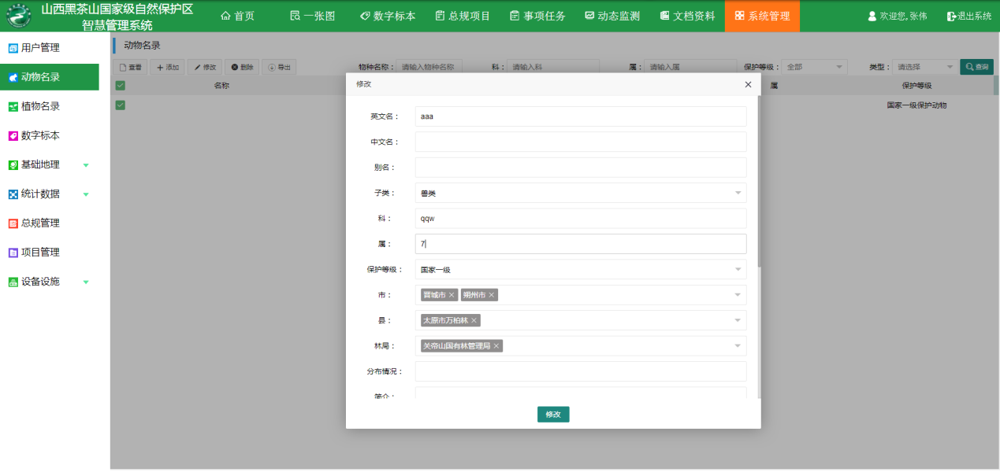 山西黑茶山国家级自然保护区
智慧管理系统
首页
一张图
数字标本
总规项目
事项任务
动态监测
文档资料
系统管理
欢迎您, 张伟
退出系统
用户管理
动物名录
植物名录
数字标本
基础地理
统计数据
总规管理
项目管理
设备设施
动物名录
查看
添加
修改
删除
导出
物种名称： 请输入物种名称
科： 请输入科
属： 请输入属
保护等级： 全部
类型： 请选择
查询
名称
属
保护等级
国家一级保护动物
修改
英文名： aaa
中文名：
别名：
子类： 兽类
科： qqw
属： 7
保护等级： 国家一级
市： 晋城市 朔州市
县： 太原市万柏林
林局： 关帝山国有林管理局
分布情况：
简介：
修改